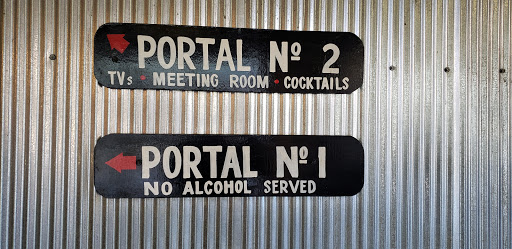 PORTAL Nº 2
TVs • MEETING ROOM • COCKTAILS
PORTAL Nº 1
NO ALCOHOL SERVED